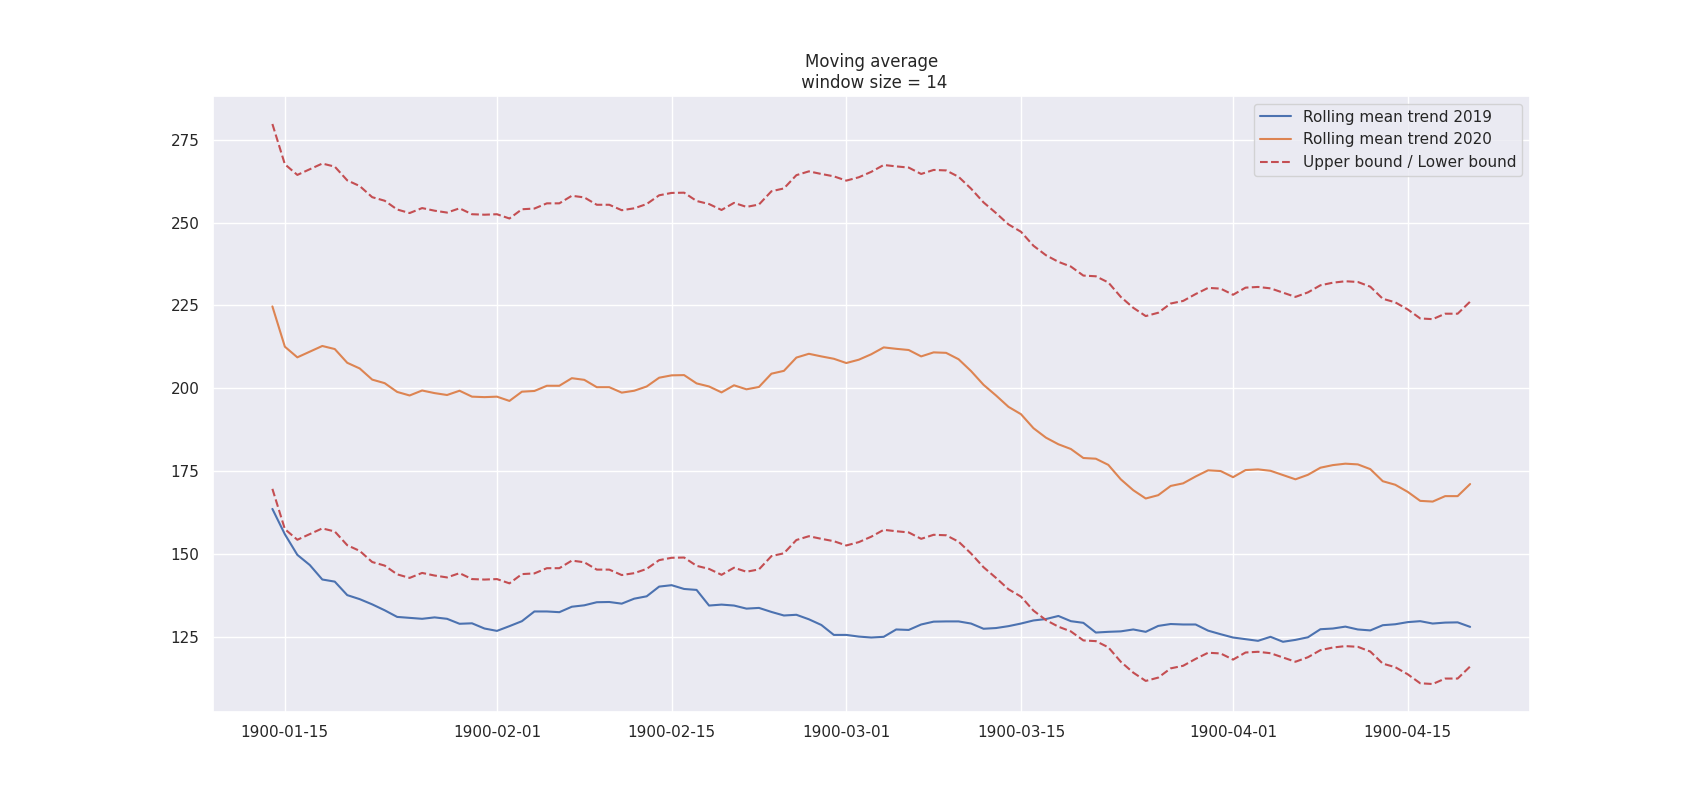 Moving average
window size = 14
Rolling mean trend 2019
Rolling mean trend 2020
Upper bound / Lower bound
275
250
225
200
175
150
125
1900-01-15
1900-02-01
1900-02-15
1900-03-01
1900-03-15
1900-04-01
1900-04-15